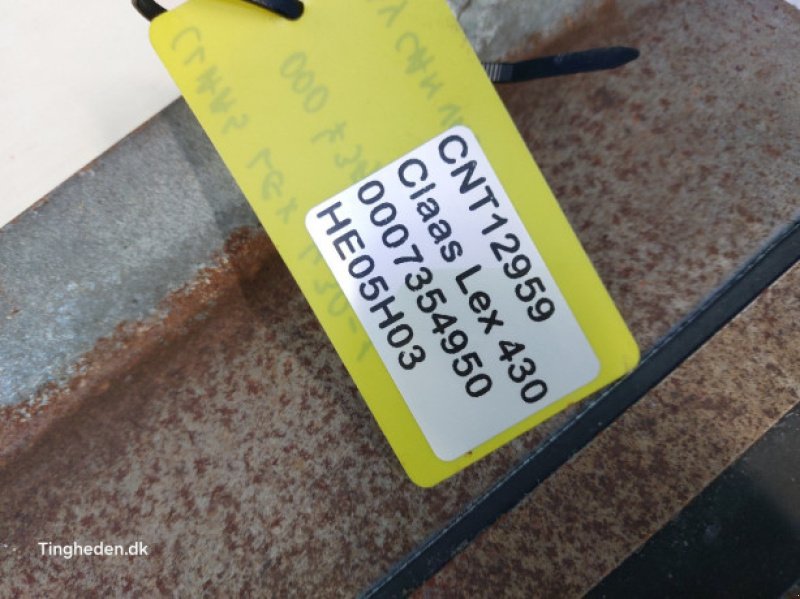 CNT12959
Claas Lex 430
0007354950
HE05H03
Tingheden.dk